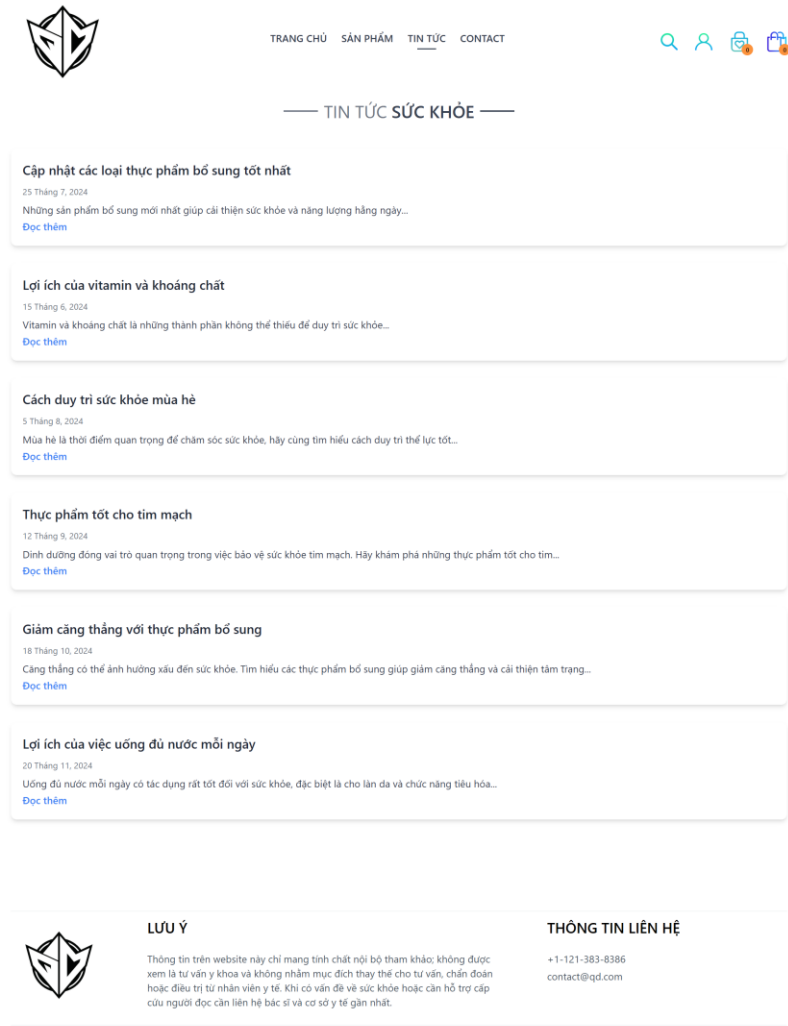 TRANG CHỦ SẢN PHẨM TIN TỨC CONTACT
0 0
TIN TỨC SỨC KHỎE
Cập nhật các loại thực phẩm bổ sung tốt nhất
25 Tháng 7, 2024
Những sản phẩm bổ sung mới nhất giúp cải thiện sức khỏe và năng lượng hằng ngày...
Đọc thêm
Lợi ích của vitamin và khoáng chất
15 Tháng 6, 2024
Vitamin và khoáng chất là những thành phần không thể thiếu để duy trì sức khỏe...
Đọc thêm
Cách duy trì sức khỏe mùa hè
5 Tháng 8, 2024
Mùa hè là thời điểm quan trọng để chăm sóc sức khỏe, hãy cùng tìm hiểu cách duy trì thể lực tốt...
Đọc thêm
Thực phẩm tốt cho tim mạch
12 Tháng 9, 2024
Dinh dưỡng đóng vai trò quan trọng trong việc bảo vệ sức khỏe tim mạch. Hãy khám phá những thực phẩm tốt cho tim...
Đọc thêm
Giảm căng thẳng với thực phẩm bổ sung
18 Tháng 10, 2024
Căng thẳng có thể ảnh hưởng xấu đến sức khỏe. Tìm hiểu các thực phẩm bổ sung giúp giảm căng thẳng và cải thiện tâm trạng...
Đọc thêm
Lợi ích của việc uống đủ nước mỗi ngày
20 Tháng 11, 2024
Uống đủ nước mỗi ngày có tác dụng rất tốt đối với sức khỏe, đặc biệt là cho làn da và chức năng tiêu hóa...
Đọc thêm
LƯU Ý
Thông tin trên website này chỉ mang tính chất nội bộ tham khảo; không được
xem là tư vấn y khoa và không nhằm mục đích thay thế cho tư vấn, chẩn đoán
hoặc điều trị từ nhân viên y tế. Khi có vấn đề về sức khỏe hoặc cần hỗ trợ cấp
cứu người đọc cần liên hệ bác sĩ và cơ sở y tế gần nhất.
THÔNG TIN LIÊN HỆ
+1-121-383-8386
contact@qd.com